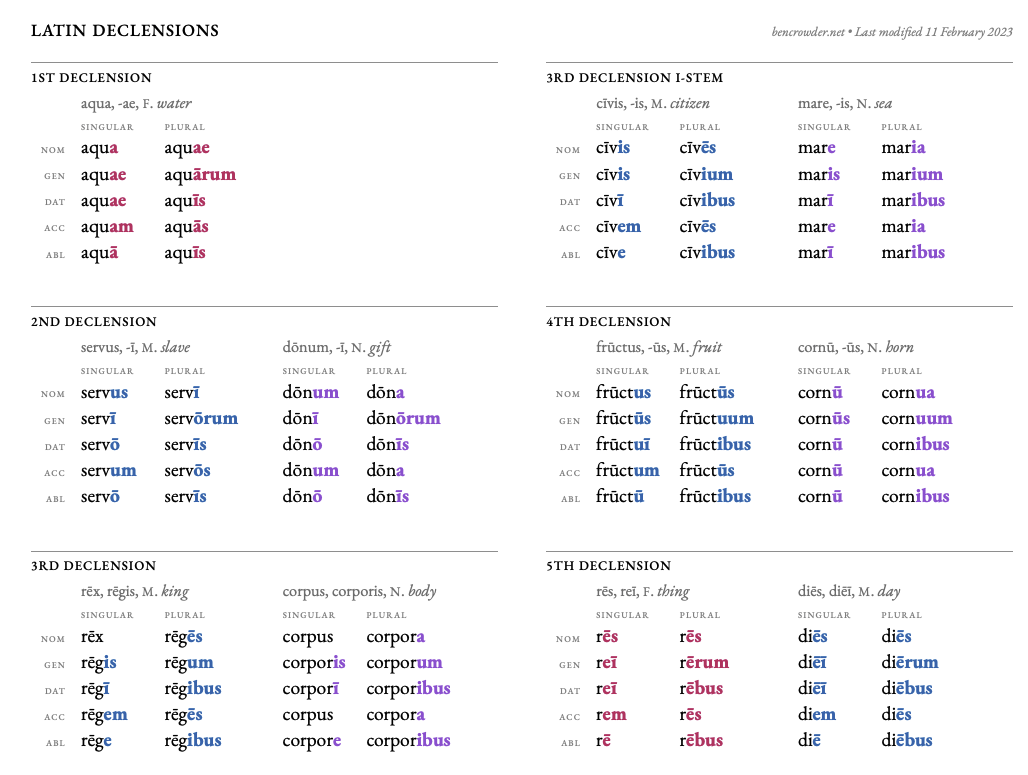 LATIN DECLENSIONS
bencrowder.net • Last modified 11 February 2023
1ST DECLENSION
aqua, -ae, F. water
SINGULAR PLURAL
NOM aqua aquae
GEN aquae aquārum
DAT aquae aquīs
ACC aquam aquās
ABL aquā aquīs
2ND DECLENSION
servus, -ī, M. slave dōnum, -ī, N. gift
SINGULAR PLURAL SINGULAR PLURAL
NOM servus servī dōnum dōna
GEN servī servōrum dōnī dōnōrum
DAT servō servīs dōnō dōnīs
ACC servum servōs dōnum dōna
ABL servō servīs dōnō dōnīs
3RD DECLENSION
rēx, rēgis, M. king corpus, corporis, N. body
SINGULAR PLURAL SINGULAR PLURAL
NOM rēx rēgēs corpus corpora
GEN rēgis rēgum corporis corporum
DAT rēgī rēgibus corporī corporibus
ACC rēgem rēgēs corpus corpora
ABL rēge rēgibus corpore corporibus
3RD DECLENSION I-STEM
cīvis, -is, M. citizen mare, -is, N. sea
SINGULAR PLURAL SINGULAR PLURAL
NOM cīvis cīvēs mare maria
GEN cīvis cīvium maris marium
DAT cīvī cīvibus marī maribus
ACC cīvem cīvēs mare maria
ABL cīve cīvibus marī maribus
4TH DECLENSION
frūctus, -ūs, M. fruit cornū, -ūs, N. horn
SINGULAR PLURAL SINGULAR PLURAL
NOM frūctus frūctūs cornū cornua
GEN frūctūs frūctuum cornūs cornuum
DAT frūctuī frūctibus cornū cornibus
ACC frūctum frūctūs cornū cornua
ABL frūctū frūctibus cornū cornibus
5TH DECLENSION
rēs, reī, F. thing diēs, diēī, M. day
SINGULAR PLURAL SINGULAR PLURAL
NOM rēs rēs diēs diēs
GEN reī rērum diēī diērum
DAT reī rēbus diēī diēbus
ACC rem rēs diem diēs
ABL rē rēbus diē diēbus